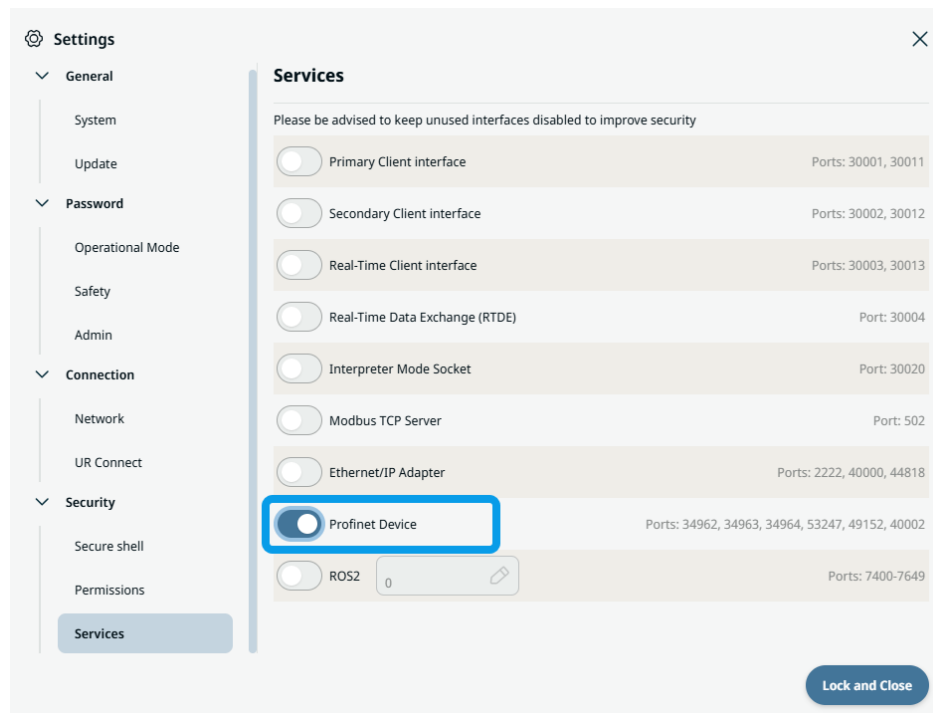 Settings
General
System
Update
Password
Operational Mode
Safety
Admin
Connection
Network
UR Connect
Security
Secure shell
Permissions
Services
Services
Please be advised to keep unused interfaces disabled to improve security
Primary Client interface Ports: 30001, 30011
Secondary Client interface Ports: 30002, 30012
Real-Time Client interface Ports: 30003, 30013
Real-Time Data Exchange (RTDE) Port: 30004
Interpreter Mode Socket Port: 30020
Modbus TCP Server Port: 502
Ethernet/IP Adapter Ports: 2222, 40000, 44818
Profinet Device Ports: 34962, 34963, 34964, 53247, 49152, 40002
ROS2 0 Ports: 7400-7649
Lock and Close